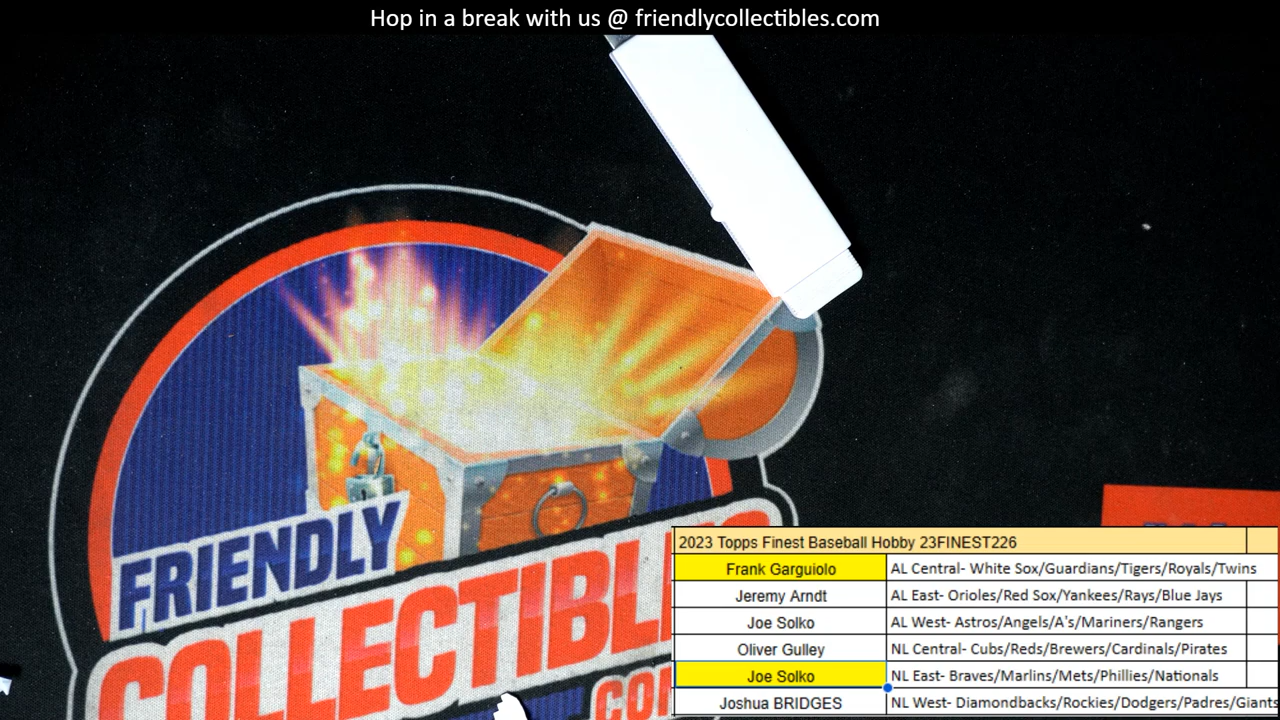 Hop in a break with us @ friendlycollectibles.com
FRIENDLY
2023 Topps Finest Baseball Hobby 23FINEST226
Frank Garguiolo AL Central- White Sox/Guardians/Tigers/Royals/Twins
Jeremy Arndt AL East- Orioles/Red Sox/Yankees/Rays/Blue Jays
Joe Solko AL West- Astros/Angels/A's/Mariners/Rangers
Oliver Gulley NL Central- Cubs/Reds/Brewers/Cardinals/Pirates
Joe Solko NL East- Braves/Marlins/Mets/Phillies/Nationals
Joshua BRIDGES NL West- Diamondbacks/Rockies/Dodgers/Padres/Giants